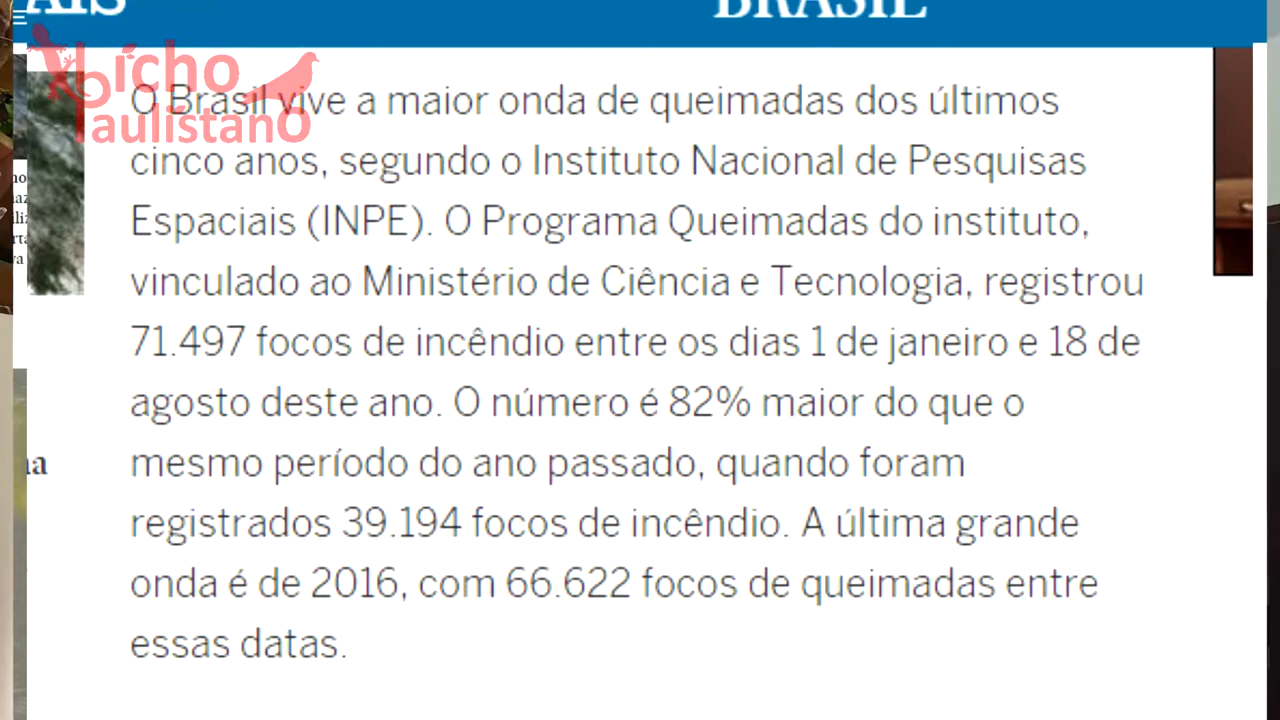 BRASIL
bicho
Paulistano
O Brasil vive a maior onda de queimadas dos últimos
cinco anos, segundo o Instituto Nacional de Pesquisas
Espaciais (INPE). O Programa Queimadas do instituto,
vinculado ao Ministério de Ciência e Tecnologia, registrou
71.497 focos de incêndio entre os dias 1 de janeiro e 18 de
agosto deste ano. O número é 82% maior do que o
mesmo período do ano passado, quando foram
registrados 39.194 focos de incêndio. A última grande
onda é de 2016, com 66.622 focos de queimadas entre
essas datas.